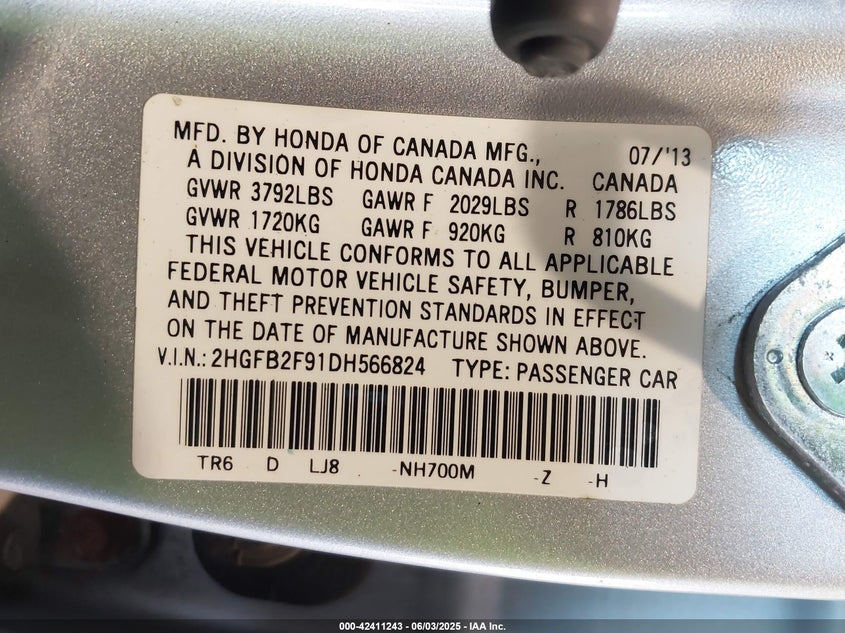 MFD. BY HONDA OF CANADA MFG., 07/'13
A DIVISION OF HONDA CANADA INC. CANADA
GVWR 3792LBS GAWR F 2029LBS R 1786LBS
GVWR 1720KG GAWR F 920KG R 810KG
THIS VEHICLE CONFORMS TO ALL APPLICABLE
FEDERAL MOTOR VEHICLE SAFETY, BUMPER,
AND THEFT PREVENTION STANDARDS IN EFFECT
ON THE DATE OF MANUFACTURE SHOWN ABOVE.
V.I.N.: 2HGFB2F91DH566824 TYPE: PASSENGER CAR
TR6 D LJ8 -NH700M -Z -H
000-42411243 | 06/03/2025 | IAA Inc.